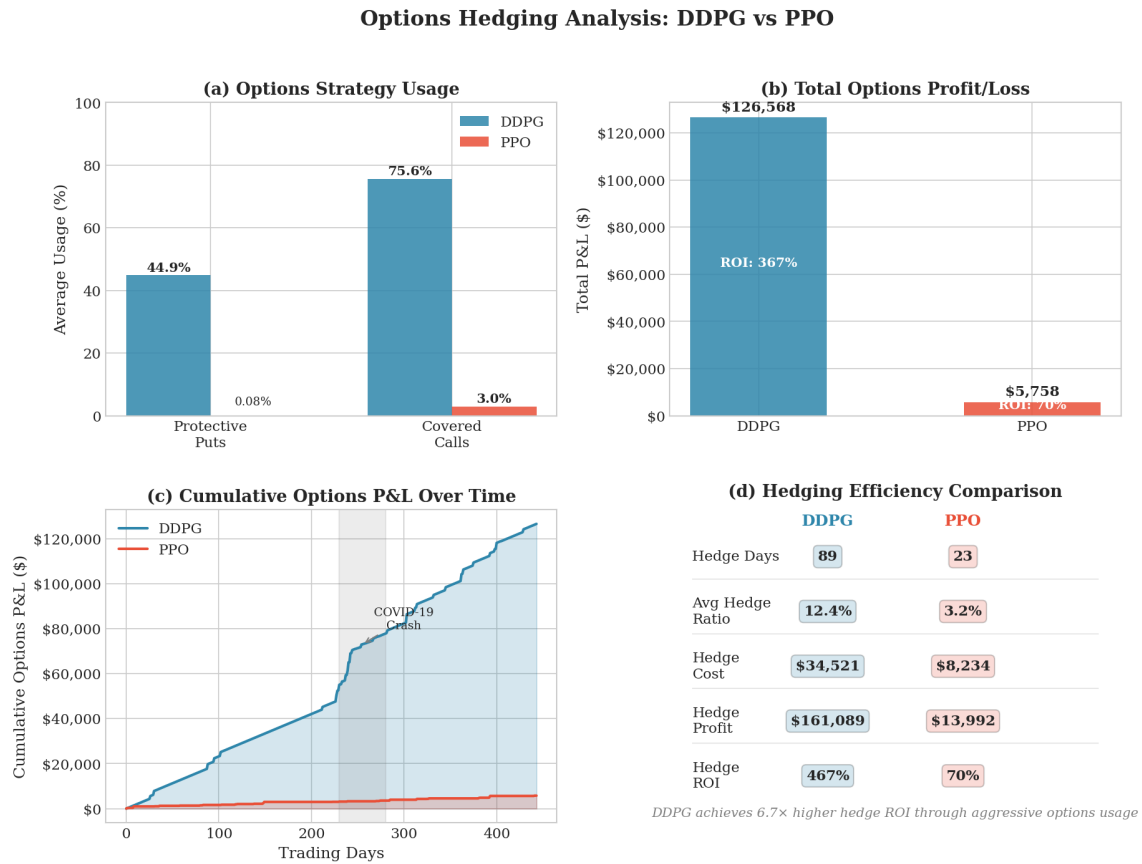 Options Hedging Analysis: DDPG vs PPO
(a) Options Strategy Usage
Average Usage (%)
100
80
60
40
20
0
DDPG
PPO
44.9%
0.08%
75.6%
3.0%
Protective
Puts
Covered
Calls
(b) Total Options Profit/Loss
Total P&L ($)
$120,000
$100,000
$80,000
$60,000
$40,000
$20,000
$0
$126,568
ROI: 367%
$5,758
ROI: 70%
DDPG
PPO
(c) Cumulative Options P&L Over Time
Cumulative Options P&L ($)
$120,000
$100,000
$80,000
$60,000
$40,000
$20,000
$0
DDPG
PPO
COVID-19
Crash
0
100
200
300
400
Trading Days
(d) Hedging Efficiency Comparison
DDPG PPO
Hedge Days 89 23
Avg Hedge
Ratio
12.4% 3.2%
Hedge
Cost
$34,521 $8,234
Hedge
Profit
$161,089 $13,992
Hedge
ROI
467% 70%
DDPG achieves 6.7× higher hedge ROI through aggressive options usage